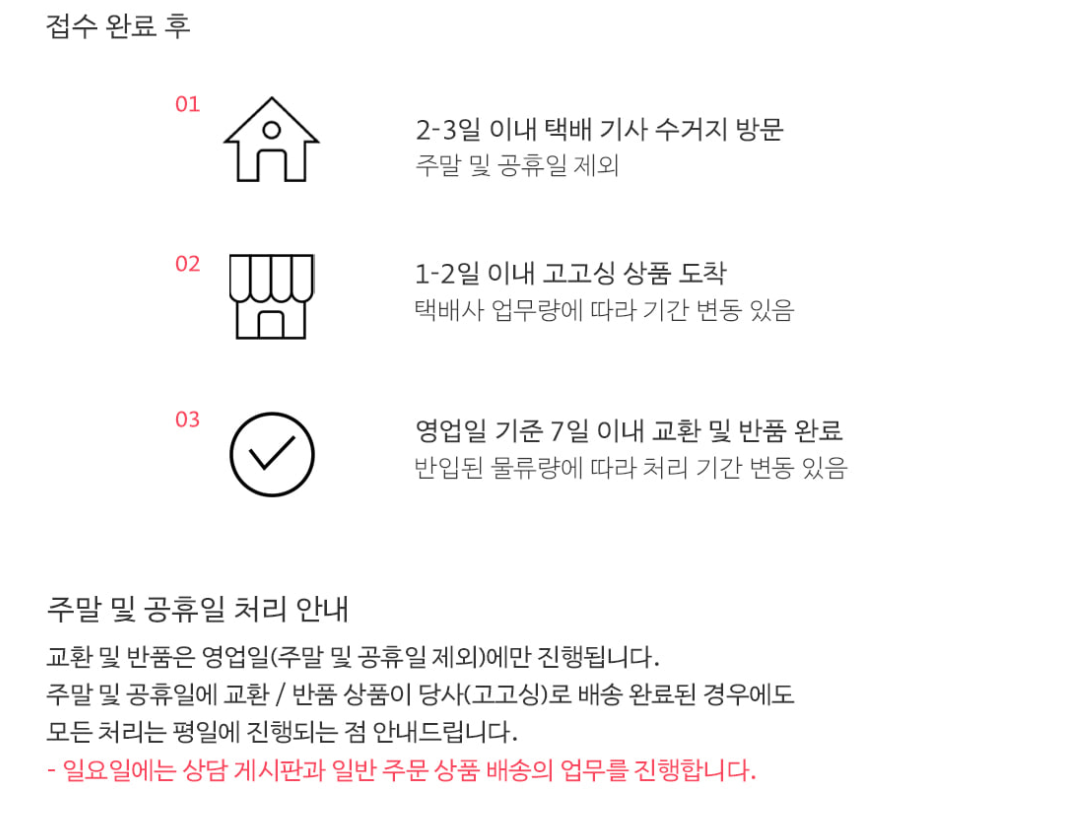 접수 완료 후
01
2-3일 이내 택배 기사 수거지 방문
주말 및 공휴일 제외
02
1-2일 이내 고고싱 상품 도착
택배사 업무량에 따라 기간 변동 있음
03
영업일 기준 7일 이내 교환 및 반품 완료
반입된 물류량에 따라 처리 기간 변동 있음
주말 및 공휴일 처리 안내
교환 및 반품은 영업일(주말 및 공휴일 제외)에만 진행됩니다.
주말 및 공휴일에 교환 / 반품 상품이 당사(고고싱)로 배송 완료된 경우에도
모든 처리는 평일에 진행되는 점 안내드립니다.
- 일요일에는 상담 게시판과 일반 주문 상품 배송의 업무를 진행합니다.